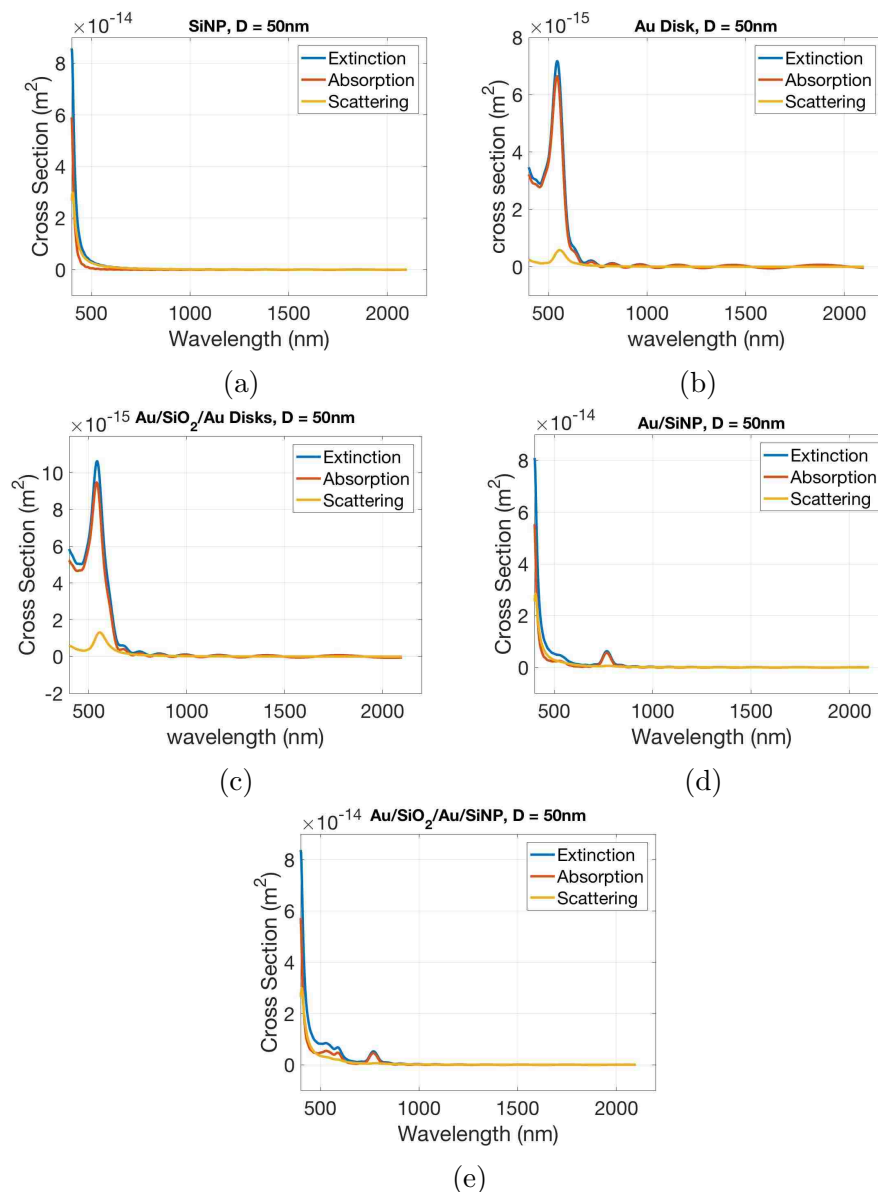 ×10⁻¹⁴ SiNP, D = 50nm
Extinction
Absorption
Scattering
Cross Section (m²)
8
6
4
2
0
500 1000 1500 2000
Wavelength (nm)
(a)
×10⁻¹⁵ Au Disk, D = 50nm
Extinction
Absorption
Scattering
cross section (m²)
8
6
4
2
0
500 1000 1500 2000
wavelength (nm)
(b)
×10⁻¹⁵ Au/SiO₂/Au Disks, D = 50nm
Extinction
Absorption
Scattering
Cross Section (m²)
10
8
6
4
2
0
-2
500 1000 1500 2000
wavelength (nm)
(c)
×10⁻¹⁴ Au/SiNP, D = 50nm
Extinction
Absorption
Scattering
Cross Section (m²)
8
6
4
2
0
500 1000 1500 2000
Wavelength (nm)
(d)
×10⁻¹⁴ Au/SiO₂/Au/SiNP, D = 50nm
Extinction
Absorption
Scattering
Cross Section (m²)
8
6
4
2
0
500 1000 1500 2000
Wavelength (nm)
(e)